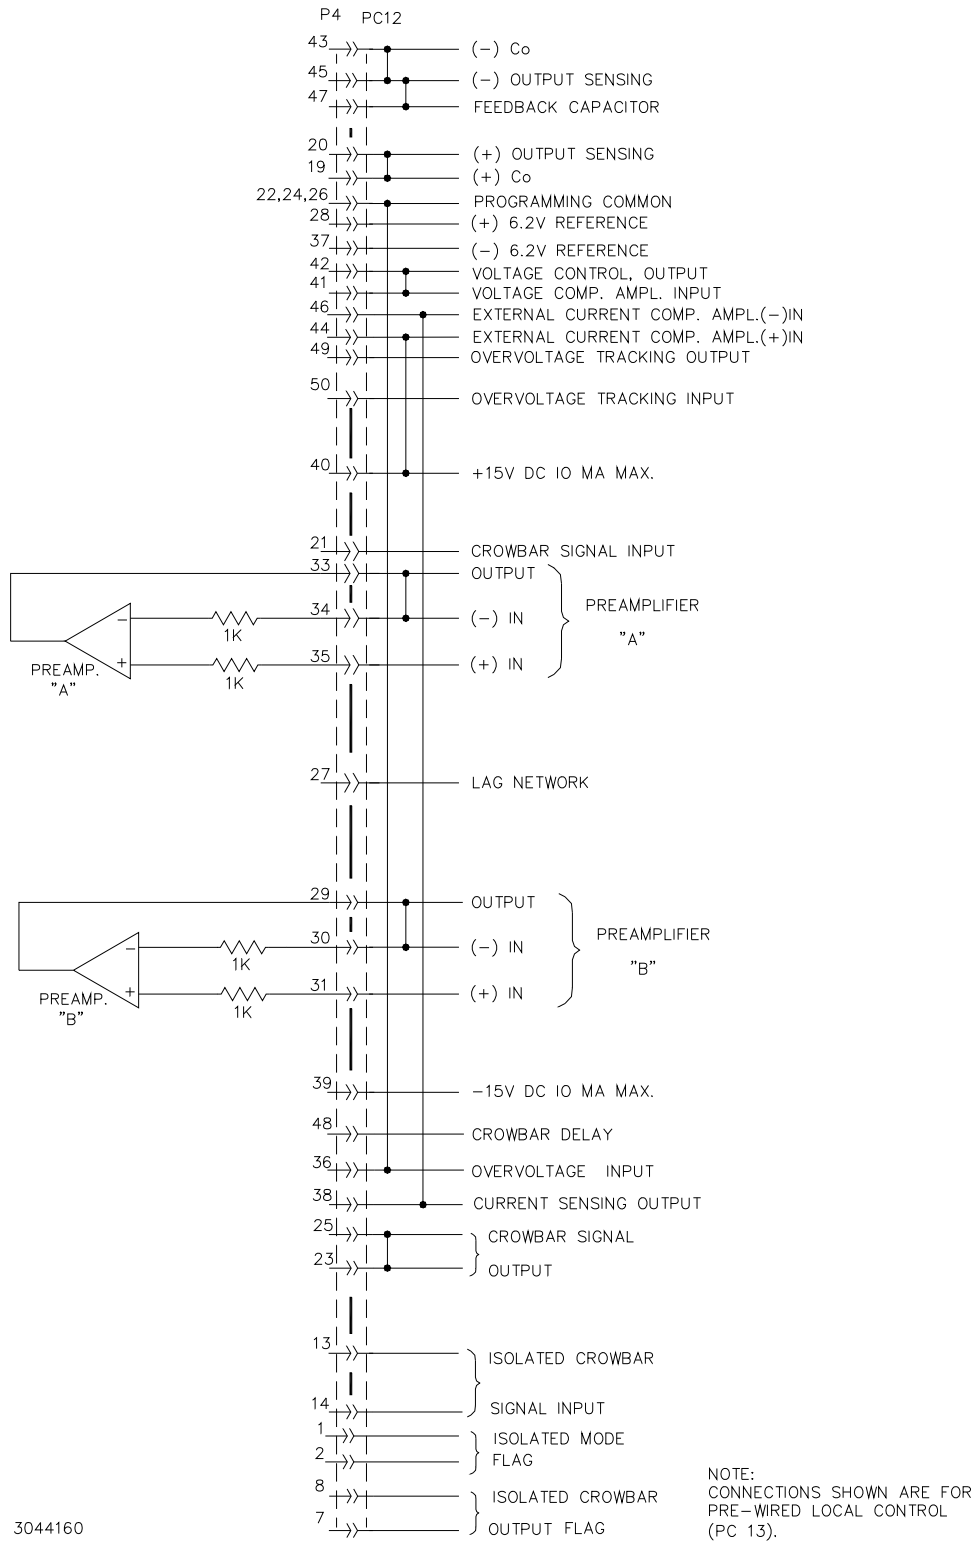 P4 PC12
43 (-) Co
45 (-) OUTPUT SENSING
47 FEEDBACK CAPACITOR
20 (+) OUTPUT SENSING
19 (+) Co
22,24,26 PROGRAMMING COMMON
28 (+) 6.2V REFERENCE
37 (-) 6.2V REFERENCE
42 VOLTAGE CONTROL, OUTPUT
41 VOLTAGE COMP. AMPL. INPUT
46 EXTERNAL CURRENT COMP. AMPL.(-)IN
44 EXTERNAL CURRENT COMP. AMPL.(+)IN
49 OVERVOLTAGE TRACKING OUTPUT
50 OVERVOLTAGE TRACKING INPUT
40 +15V DC IO MA MAX.
21 CROWBAR SIGNAL INPUT
33 OUTPUT
PREAMPLIFIER
"A"
- 1K 34 (-) IN
+ 1K 35 (+) IN
PREAMP.
"A"
27 LAG NETWORK
29 OUTPUT
PREAMPLIFIER
"B"
- 1K 30 (-) IN
+ 1K 31 (+) IN
PREAMP.
"B"
39 -15V DC IO MA MAX.
48 CROWBAR DELAY
36 OVERVOLTAGE INPUT
38 CURRENT SENSING OUTPUT
25 CROWBAR SIGNAL
23 OUTPUT
13 ISOLATED CROWBAR
14 SIGNAL INPUT
1 ISOLATED MODE
2 FLAG
8 ISOLATED CROWBAR
7 OUTPUT FLAG
NOTE:
CONNECTIONS SHOWN ARE FOR
PRE-WIRED LOCAL CONTROL
(PC 13).
3044160